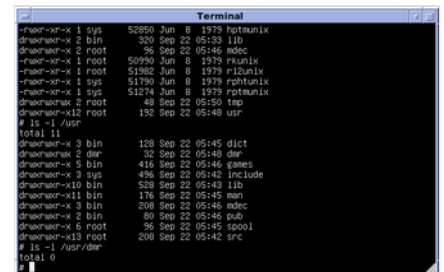 Terminal
-rwxr-xr-x 1 sys 52850 Jun 8 1979 hptmunix
drwxrwxr-x 2 bin 320 Sep 22 05:33 lib
drwxrwxr-x 2 root 96 Sep 22 05:46 mdec
-rwxr-xr-x 1 root 50990 Jun 8 1979 rkunix
-rwxr-xr-x 1 root 51982 Jun 8 1979 rl2unix
-rwxr-xr-x 1 sys 51790 Jun 8 1979 rphtunix
-rwxr-xr-x 1 sys 51274 Jun 8 1979 rptmunix
drwxrwxrwx 2 root 48 Sep 22 05:50 tmp
drwxrwxr-x12 root 192 Sep 22 05:48 usr
# ls -l /usr
total 11
drwxrwxr-x 3 bin 128 Sep 22 05:45 dict
drwxrwxrwx 2 dmr 32 Sep 22 05:48 dmr
drwxrwxr-x 5 bin 416 Sep 22 05:46 games
drwxrwxr-x 3 sys 496 Sep 22 05:42 include
drwxrwxr-x10 bin 528 Sep 22 05:43 lib
drwxrwxr-x11 bin 176 Sep 22 05:45 man
drwxrwxr-x 3 bin 208 Sep 22 05:46 mdec
drwxrwxr-x 2 bin 80 Sep 22 05:46 pub
drwxrwxr-x 6 root 96 Sep 22 05:45 spool
drwxrwxr-x13 root 208 Sep 22 05:42 src
# ls -l /usr/dmr
total 0
#